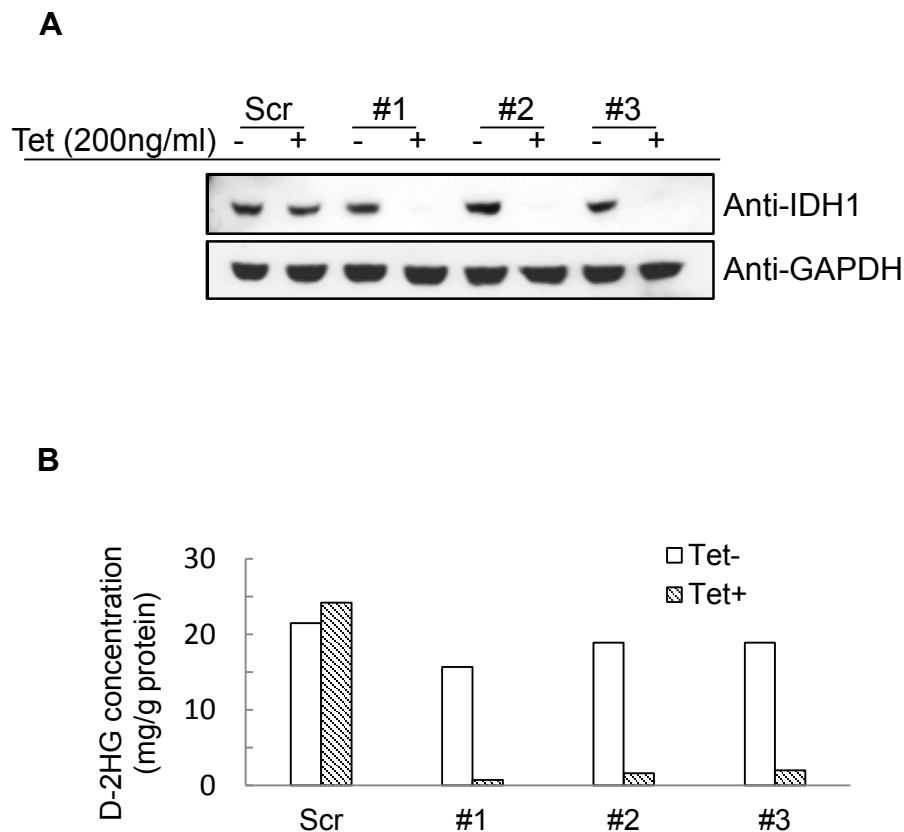 A
Scr #1 #2 #3
Tet (200ng/ml) - + - + - + - +
Anti-IDH1
Anti-GAPDH
B
D-2HG concentration
(mg/g protein)
30
20
10
0
Tet-
Tet+
Scr #1 #2 #3